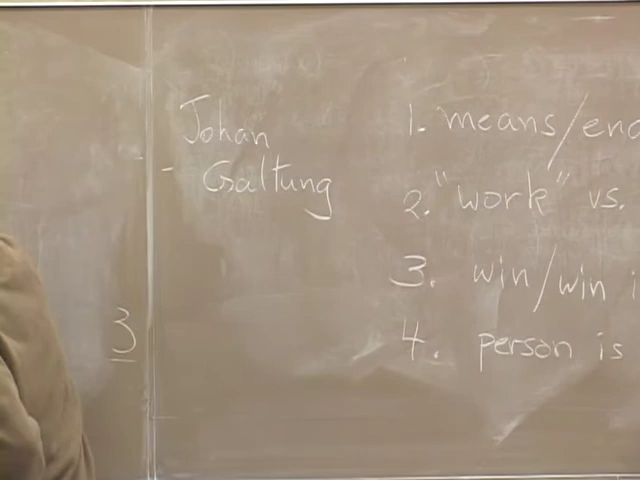 Johan
Galtung
1. means/end
2. "work" vs.
3. win/win i
4. person is
3